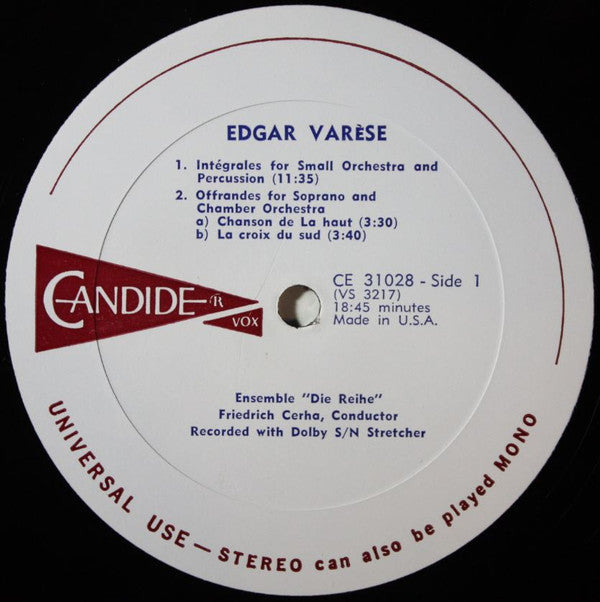 EDGAR VARÈSE
1. Intégrales for Small Orchestra and
Percussion (11:35)
2. Offrandes for Soprano and
Chamber Orchestra
a) Chanson de La haut (3:30)
b) La croix du sud (3:40)
CANDIDE R
VOX
CE 31028 - Side 1
(VS 3217)
18:45 minutes
Made in U.S.A.
Ensemble "Die Reihe"
Friedrich Cerha, Conductor
Recorded with Dolby S/N Stretcher
UNIVERSAL USE — STEREO can also be played MONO